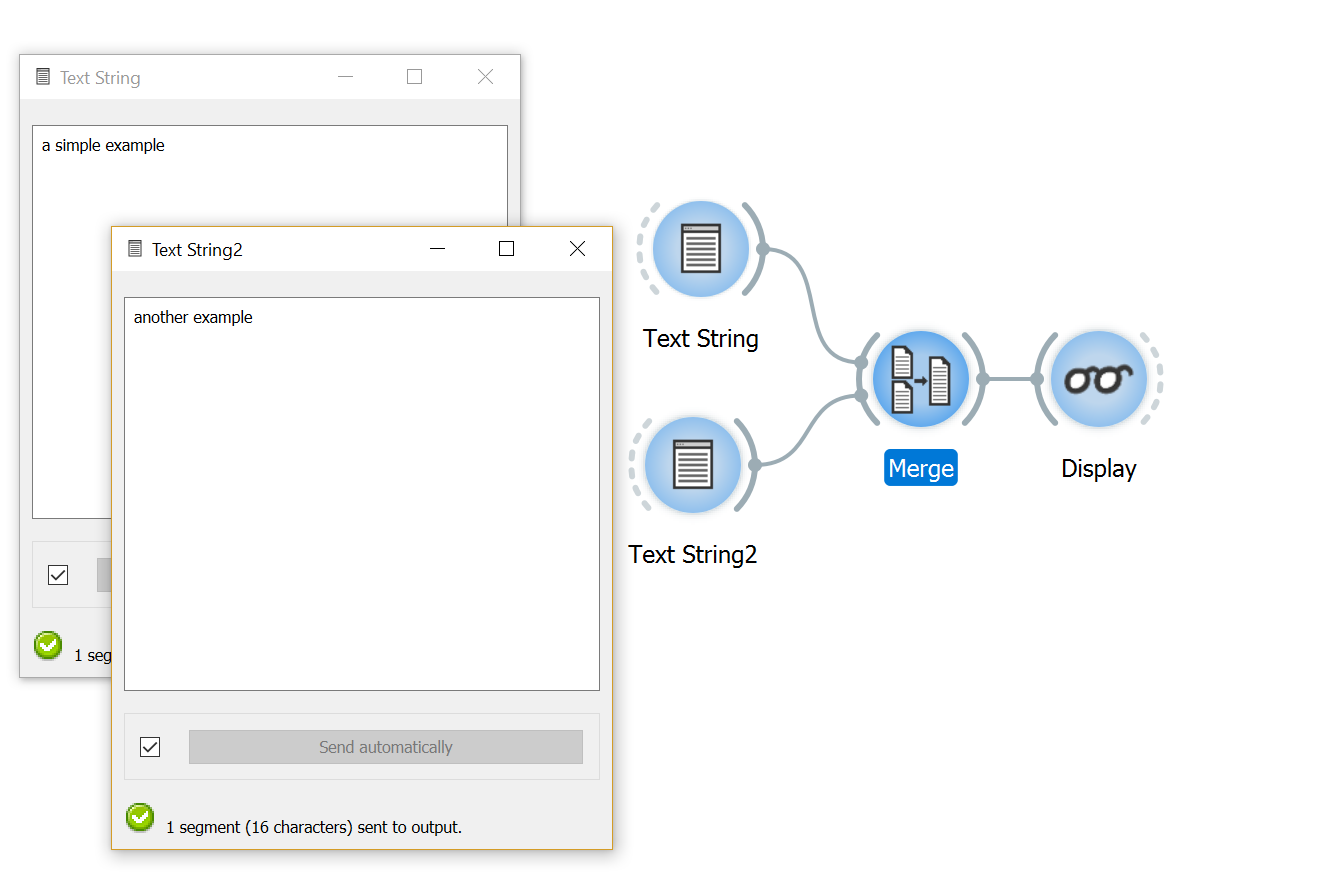 Text String
a simple example
1 seg
Text String2
another example
Send automatically
1 segment (16 characters) sent to output.
Text String
Text String2
Merge
Display